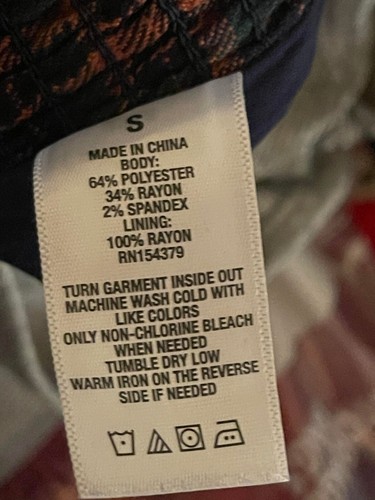 S
MADE IN CHINA
BODY:
64% POLYESTER
34% RAYON
2% SPANDEX
LINING:
100% RAYON
RN154379
TURN GARMENT INSIDE OUT
MACHINE WASH COLD WITH
LIKE COLORS
ONLY NON-CHLORINE BLEACH
WHEN NEEDED
TUMBLE DRY LOW
WARM IRON ON THE REVERSE
SIDE IF NEEDED